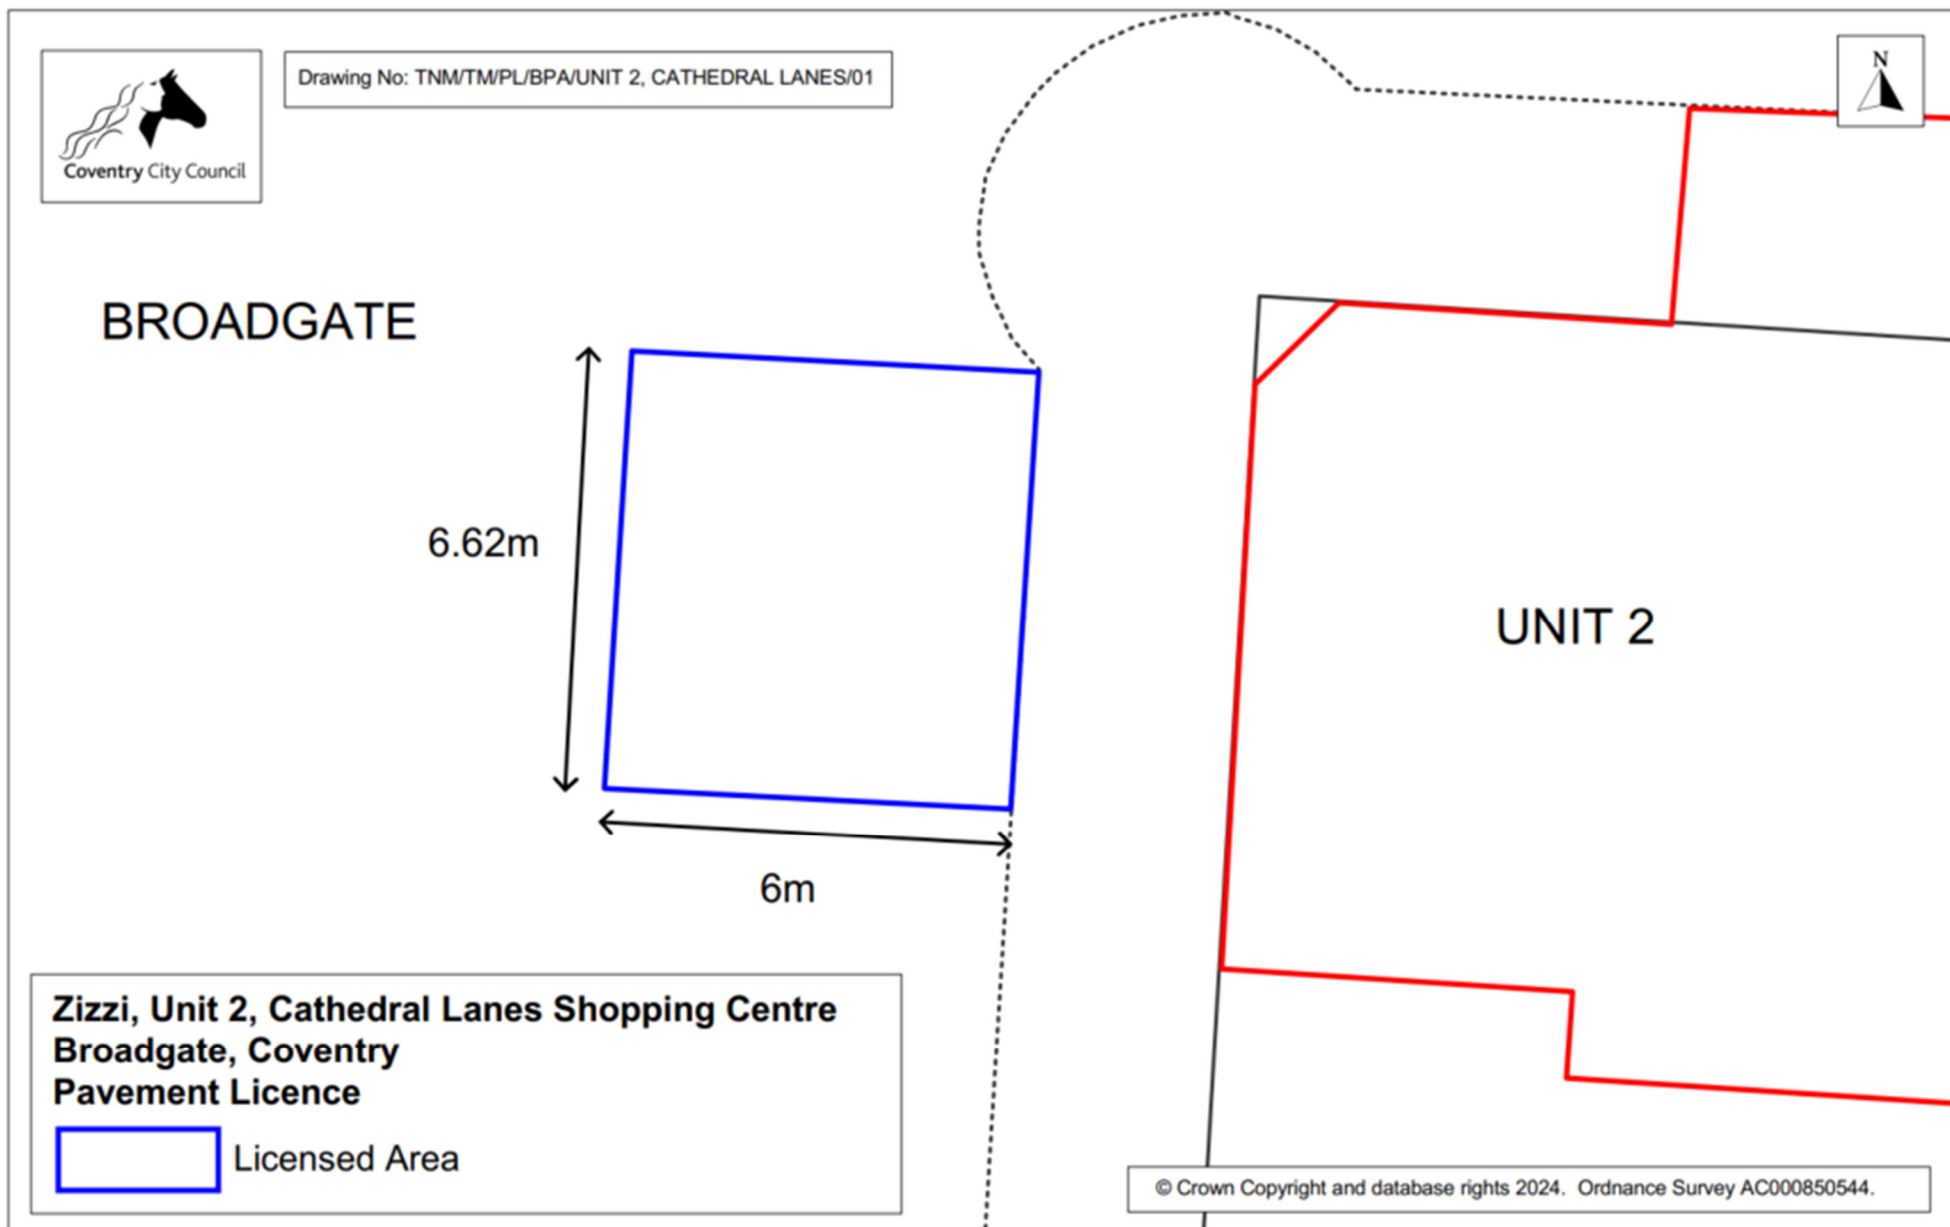 Coventry City Council
Drawing No: TNM/TM/PL/BPA/UNIT 2, CATHEDRAL LANES/01
N
BROADGATE
6.62m
UNIT 2
6m
Zizzi, Unit 2, Cathedral Lanes Shopping Centre
Broadgate, Coventry
Pavement Licence
Licensed Area
© Crown Copyright and database rights 2024. Ordnance Survey AC000850544.